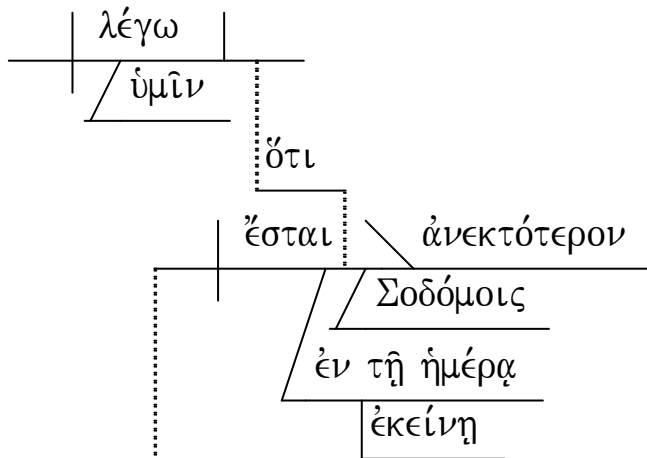 λέγω
ὑμῖν
ὅτι
ἔσται ἀνεκτότερον
Σοδόμοις
ἐν τῇ ἡμέρᾳ
ἐκείνῃ